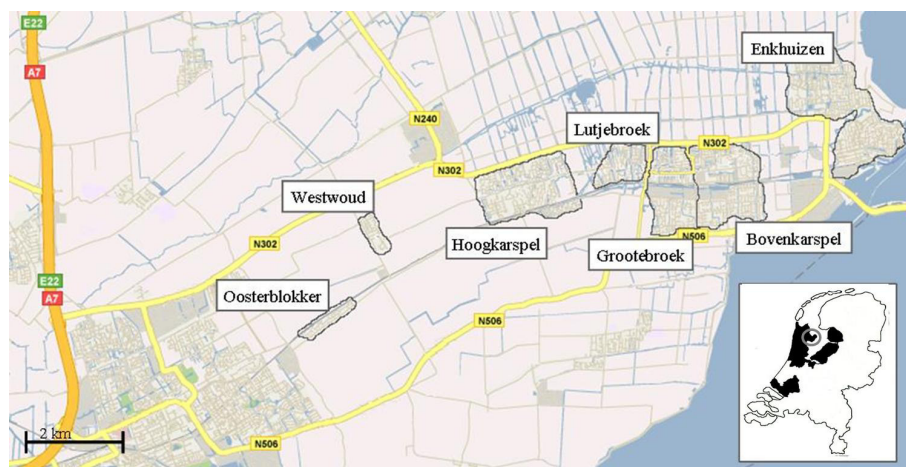 E22
A7
Enkhuizen
N240
Lutjebroek
N302
N302
Westwoud
N302
Hoogkarspel
Grootebroek
N506
Bovenkarspel
E22
A7
Oosterblokker
N506
2 km
N506